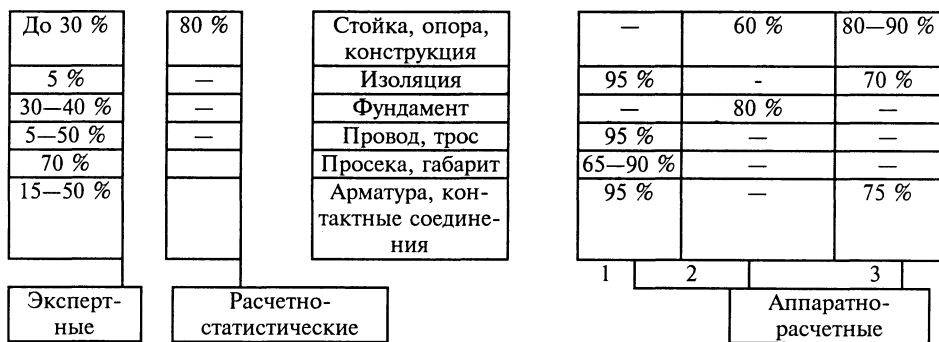 До 30 % 80 % Стойка, опора, — 60 % 80—90 %
конструкция
5 % — Изоляция 95 % - 70 %
30—40 % — Фундамент — 80 % —
5—50 % — Провод, трос 95 % — —
70 % Просека, габарит 65—90 % — —
15—50 % Арматура, кон- 95 % — 75 %
тактные соедине-
ния
1 2 3
Эксперт- Расчетно- Аппаратно-
ные статистические расчетные